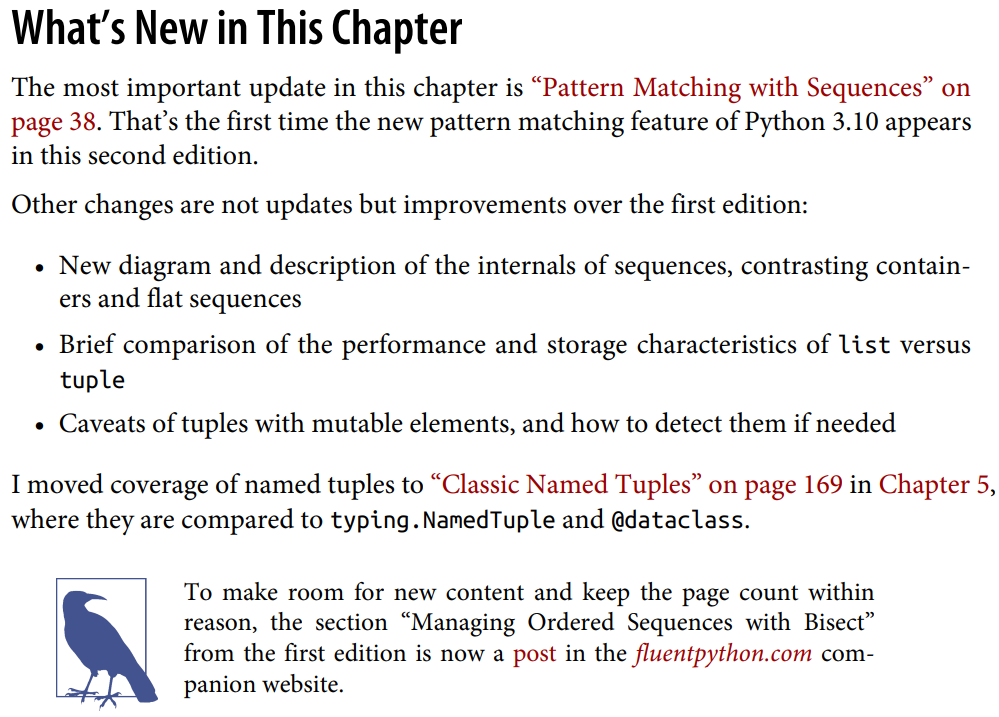 What’s New in This Chapter
The most important update in this chapter is “Pattern Matching with Sequences” on
page 38. That’s the first time the new pattern matching feature of Python 3.10 appears
in this second edition.
Other changes are not updates but improvements over the first edition:
• New diagram and description of the internals of sequences, contrasting contain-
ers and flat sequences
• Brief comparison of the performance and storage characteristics of list versus
tuple
• Caveats of tuples with mutable elements, and how to detect them if needed
I moved coverage of named tuples to “Classic Named Tuples” on page 169 in Chapter 5,
where they are compared to typing.NamedTuple and @dataclass.
To make room for new content and keep the page count within
reason, the section “Managing Ordered Sequences with Bisect”
from the first edition is now a post in the fluentpython.com com-
panion website.